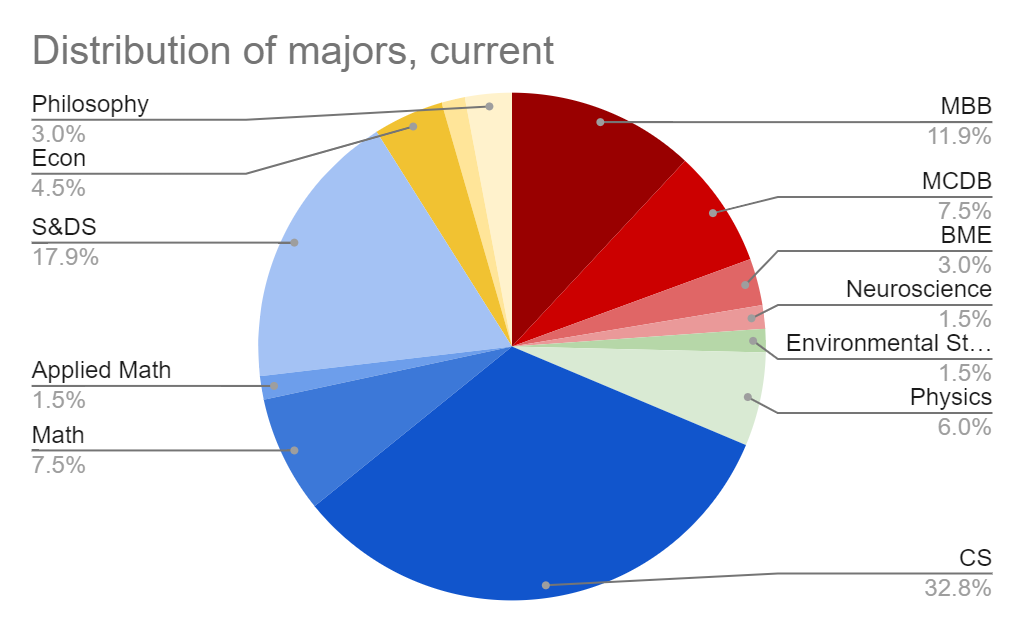 Distribution of majors, current
Philosophy
3.0%
Econ
4.5%
S&DS
17.9%
Applied Math
1.5%
Math
7.5%
MBB
11.9%
MCDB
7.5%
BME
3.0%
Neuroscience
1.5%
Environmental St…
1.5%
Physics
6.0%
CS
32.8%